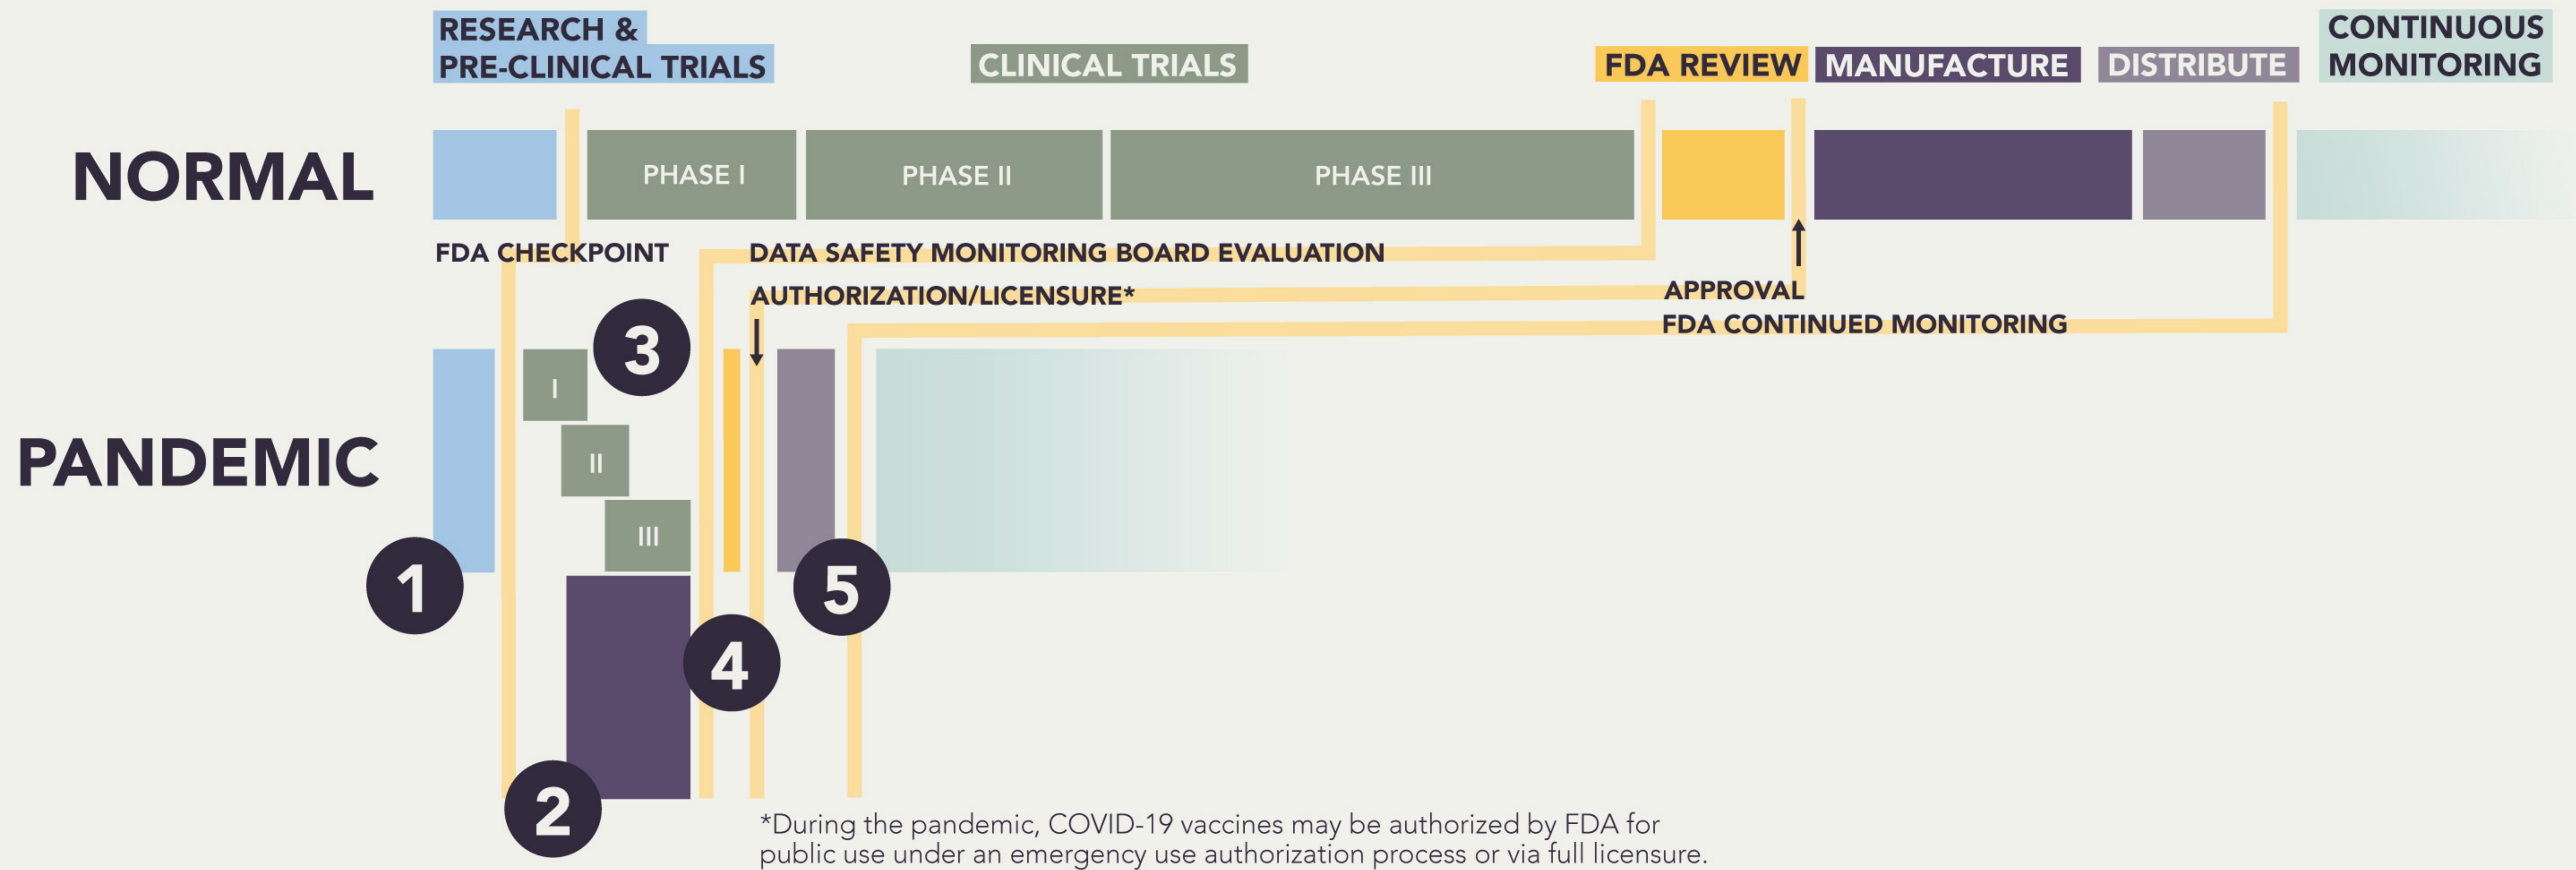 RESEARCH &
PRE-CLINICAL TRIALS
CLINICAL TRIALS
FDA REVIEW
MANUFACTURE
DISTRIBUTE
CONTINUOUS
MONITORING
NORMAL
PHASE I
PHASE II
PHASE III
FDA CHECKPOINT
DATA SAFETY MONITORING BOARD EVALUATION
AUTHORIZATION/LICENSURE*
APPROVAL
FDA CONTINUED MONITORING
PANDEMIC
I
II
III
3
1
5
4
2
*During the pandemic, COVID-19 vaccines may be authorized by FDA for
public use under an emergency use authorization process or via full licensure.